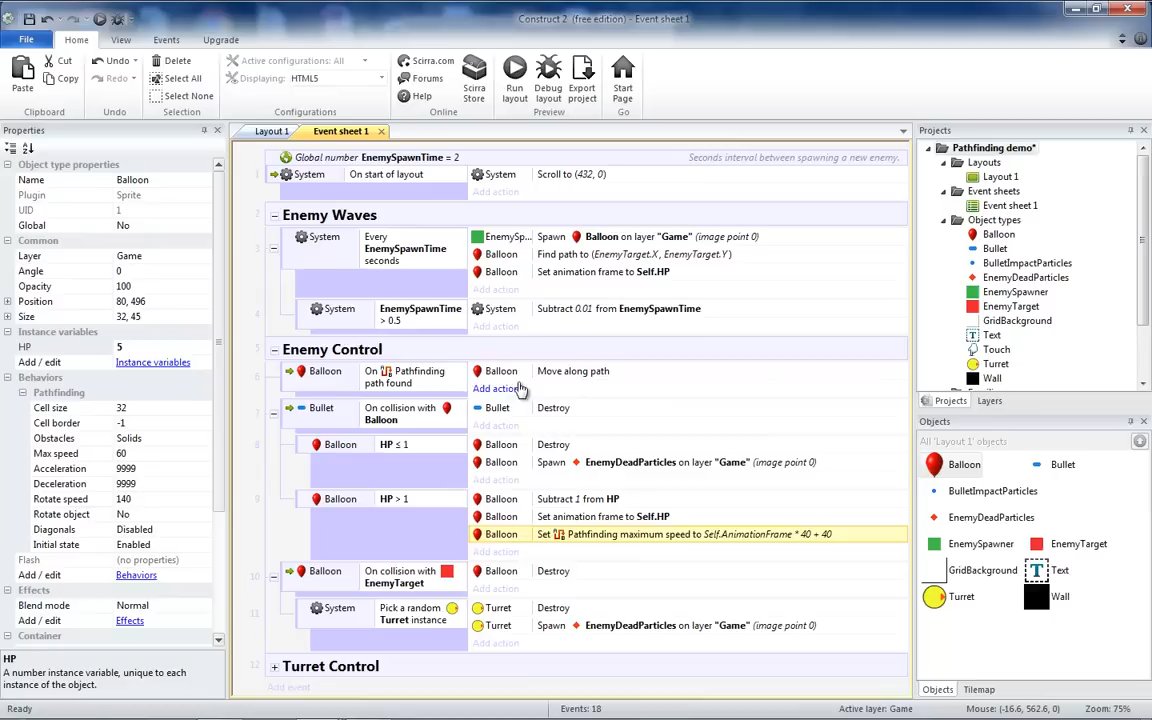 Construct 2 (free edition) - Event sheet 1
File
Home
View
Events
Upgrade
Paste
Cut
Copy
Clipboard
Undo
Redo
Undo
Delete
Select All
Select None
Selection
Active configurations: All
Displaying: HTML5
Configurations
Scirra.com
Forums
Help
Scirra Store
Online
Run layout
Debug layout
Export project
Preview
Start Page
Go
Properties
Object type properties
Name Balloon
Plugin Sprite
UID 1
Global No
Common
Layer Game
Angle 0
Opacity 100
Position 80, 496
Size 32, 45
Instance variables
HP 5
Add / edit Instance variables
Behaviors
Pathfinding
Cell size 32
Cell border -1
Obstacles Solids
Max speed 60
Acceleration 9999
Deceleration 9999
Rotate speed 140
Rotate object No
Diagonals Disabled
Initial state Enabled
Flash (no properties)
Add / edit Behaviors
Effects
Blend mode Normal
Add / edit Effects
Container
HP
A number instance variable, unique to each
instance of the object.
Layout 1
Event sheet 1
Global number EnemySpawnTime = 2 Seconds interval between spawning a new enemy.
1 System On start of layout System Scroll to (432, 0)
Add action
2 Enemy Waves
3 System Every EnemySpawnTime seconds EnemySp... Spawn Balloon on layer "Game" (image point 0)
Balloon Find path to (EnemyTarget.X , EnemyTarget.Y )
Balloon Set animation frame to Self.HP
Add action
4 System EnemySpawnTime > 0.5 System Subtract 0.01 from EnemySpawnTime
Add action
5 Enemy Control
6 Balloon On Pathfinding path found Balloon Move along path
Add action
7 Bullet On collision with Balloon Bullet Destroy
Add action
8 Balloon HP ≤ 1 Balloon Destroy
Balloon Spawn EnemyDeadParticles on layer "Game" (image point 0)
Add action
9 Balloon HP > 1 Balloon Subtract 1 from HP
Balloon Set animation frame to Self.HP
Balloon Set Pathfinding maximum speed to Self.AnimationFrame * 40 + 40
Add action
10 Balloon On collision with EnemyTarget Balloon Destroy
Add action
11 System Pick a random Turret instance Turret Destroy
Turret Spawn EnemyDeadParticles on layer "Game" (image point 0)
Add action
12 Turret Control
Add event
Projects
Pathfinding demo*
Layouts
Layout 1
Event sheets
Event sheet 1
Object types
Balloon
Bullet
BulletImpactParticles
EnemyDeadParticles
EnemySpawner
EnemyTarget
GridBackground
Text
Touch
Turret
Wall
Projects
Layers
Objects
All 'Layout 1' objects
Balloon
Bullet
BulletImpactParticles
EnemyDeadParticles
EnemySpawner
EnemyTarget
GridBackground
T Text
Turret
Wall
Objects
Tilemap
Ready
Events: 18
Active layer: Game
Mouse: (-16.6, 562.6, 0)
Zoom: 75%